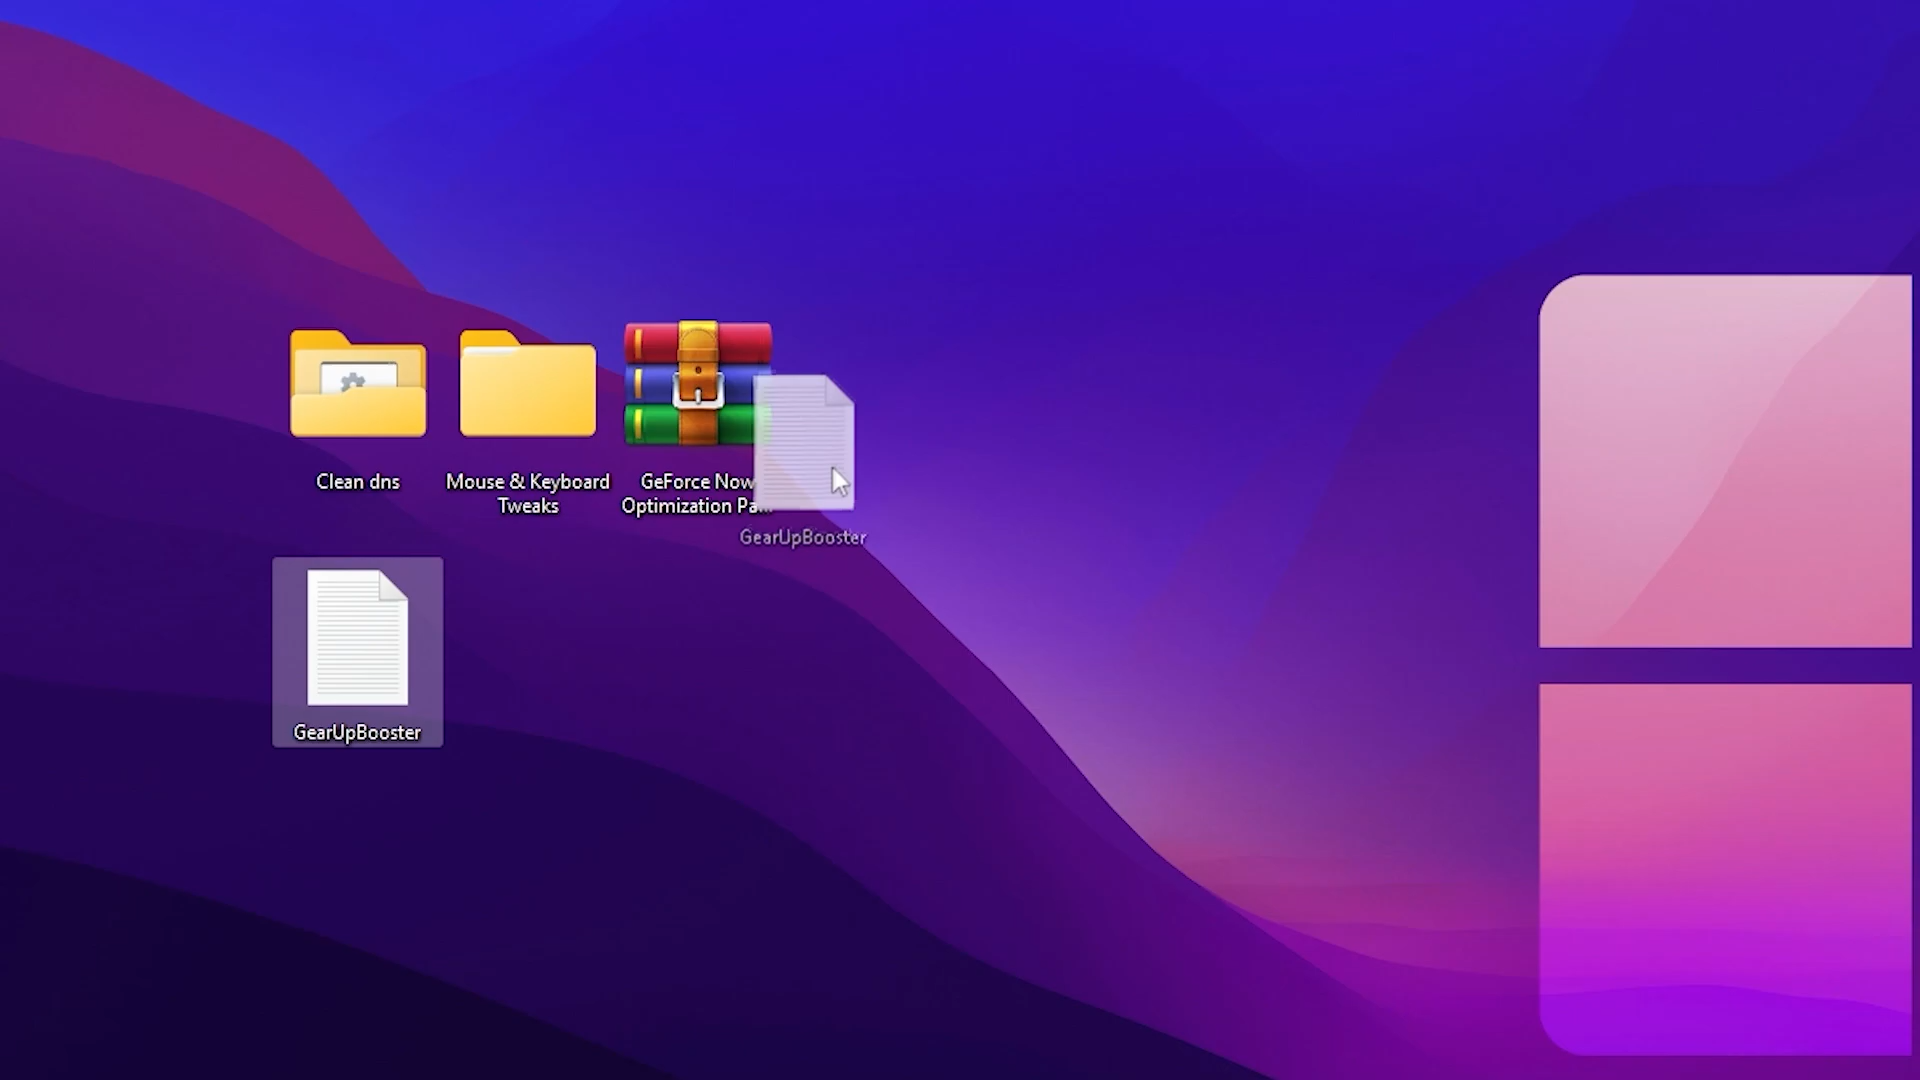 Clean dns
Mouse & Keyboard
Tweaks
GeForce Now
Optimization Pa...
GearUpBooster
GearUpBooster